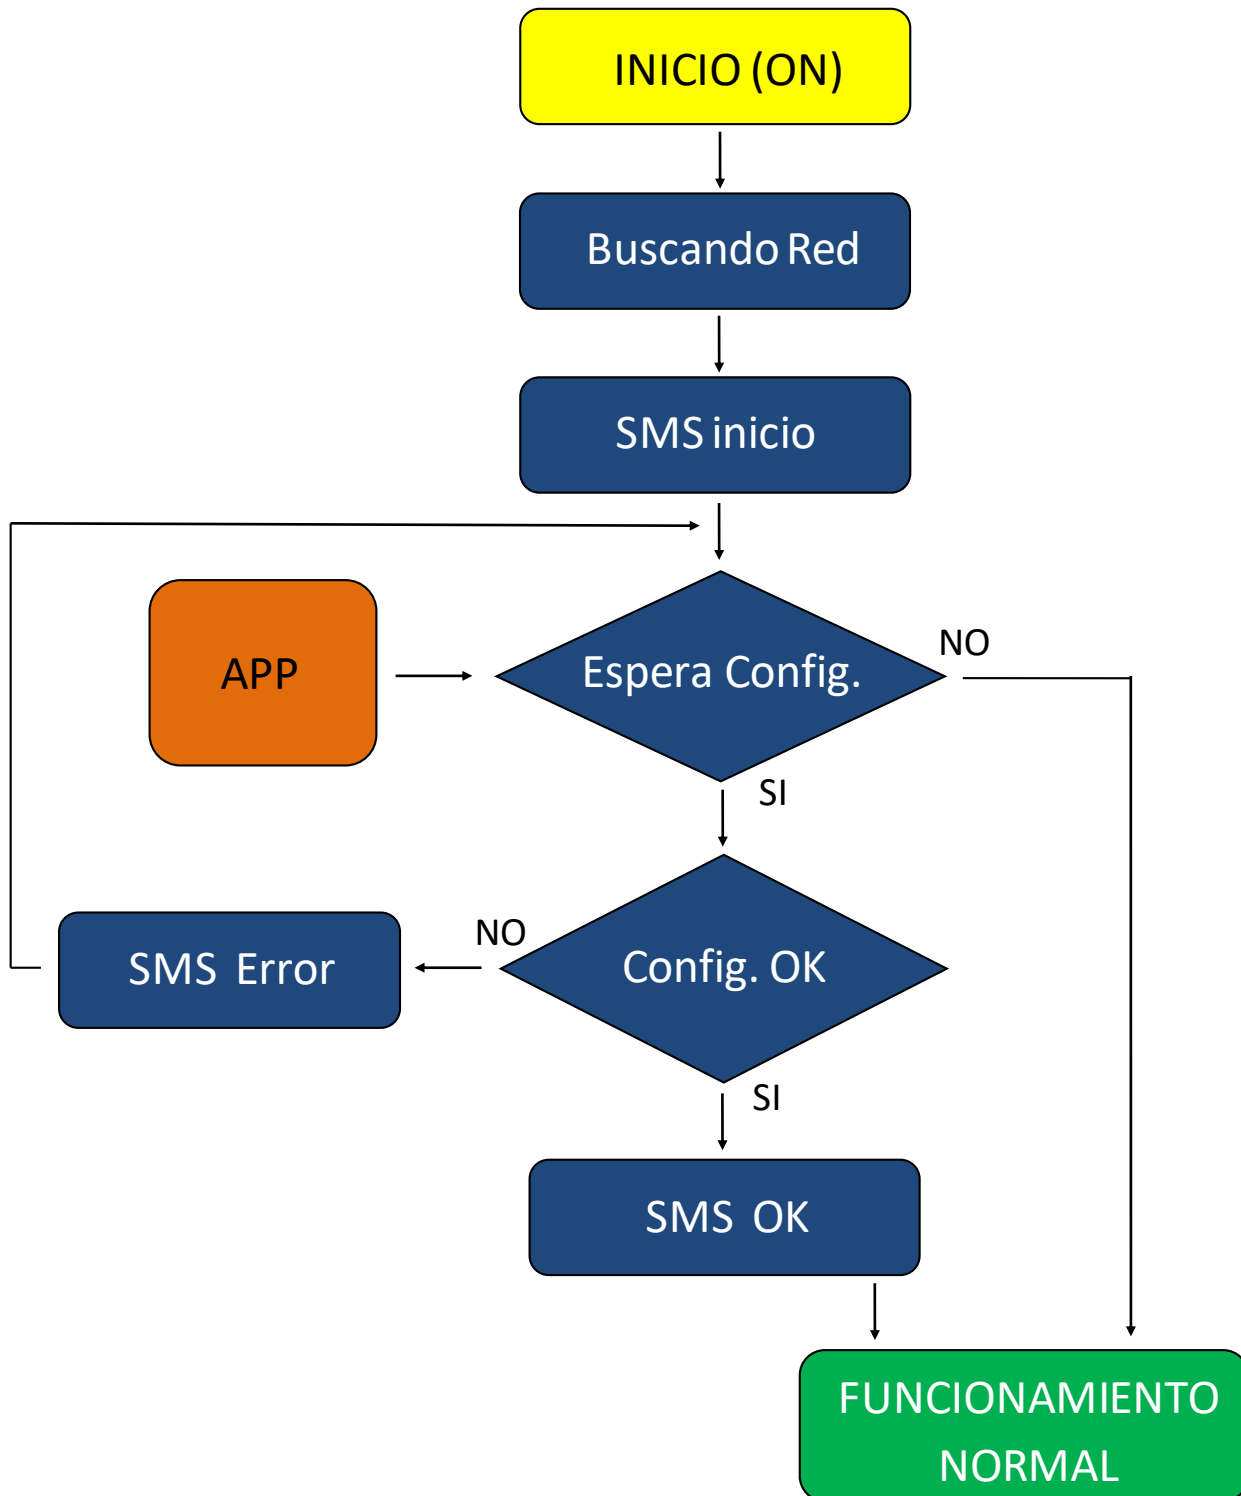 INICIO (ON)
Buscando Red
SMS inicio
APP
Espera Config.
NO
SI
SMS Error
NO
Config. OK
SI
SMS OK
FUNCIONAMIENTO
NORMAL